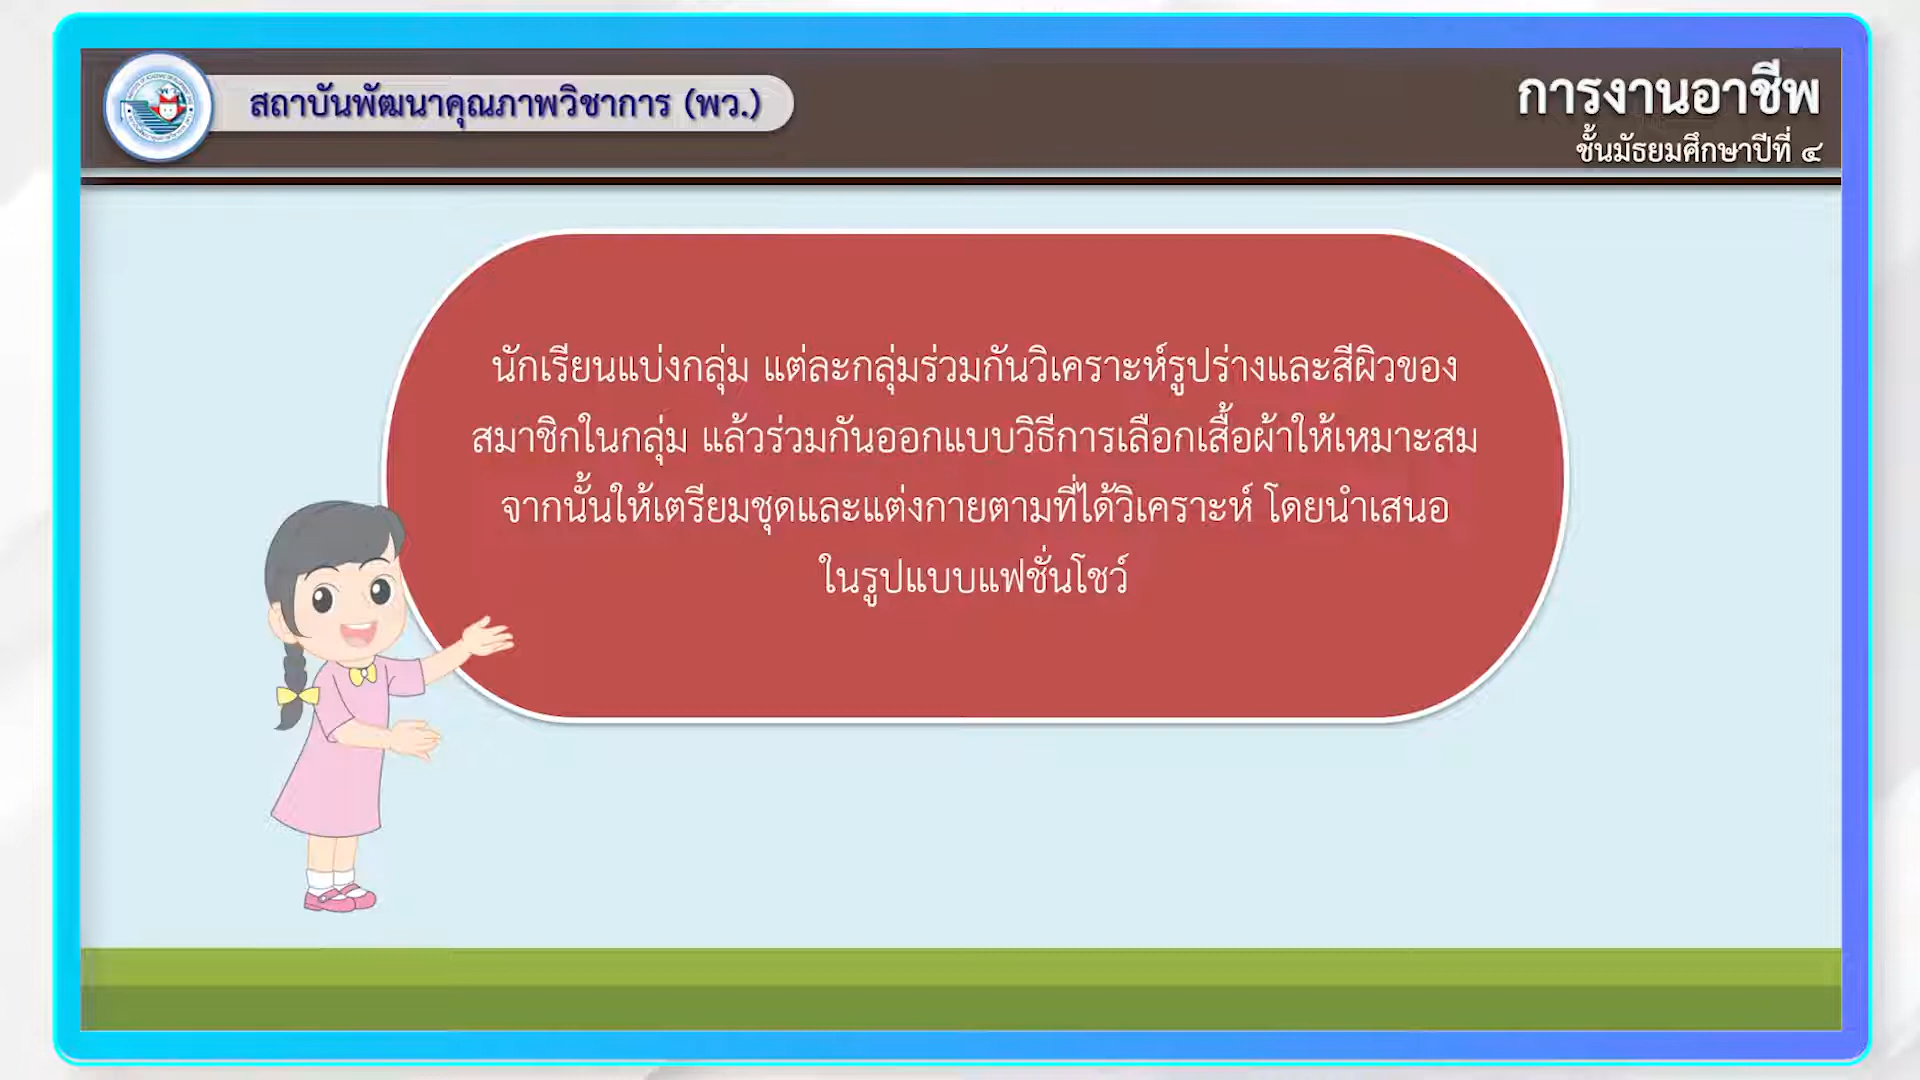 สถาบันพัฒนาคุณภาพวิชาการ (พว.)
การงานอาชีพ
ชั้นมัธยมศึกษาปีที่ ๔
นักเรียนแบ่งกลุ่ม แต่ละกลุ่มร่วมกันวิเคราะห์รูปร่างและสีผิวของ
สมาชิกในกลุ่ม แล้วร่วมกันออกแบบวิธีการเลือกเสื้อผ้าให้เหมาะสม
จากนั้นให้เตรียมชุดและแต่งกายตามที่ได้วิเคราะห์ โดยนำเสนอ
ในรูปแบบแฟชั่นโชว์